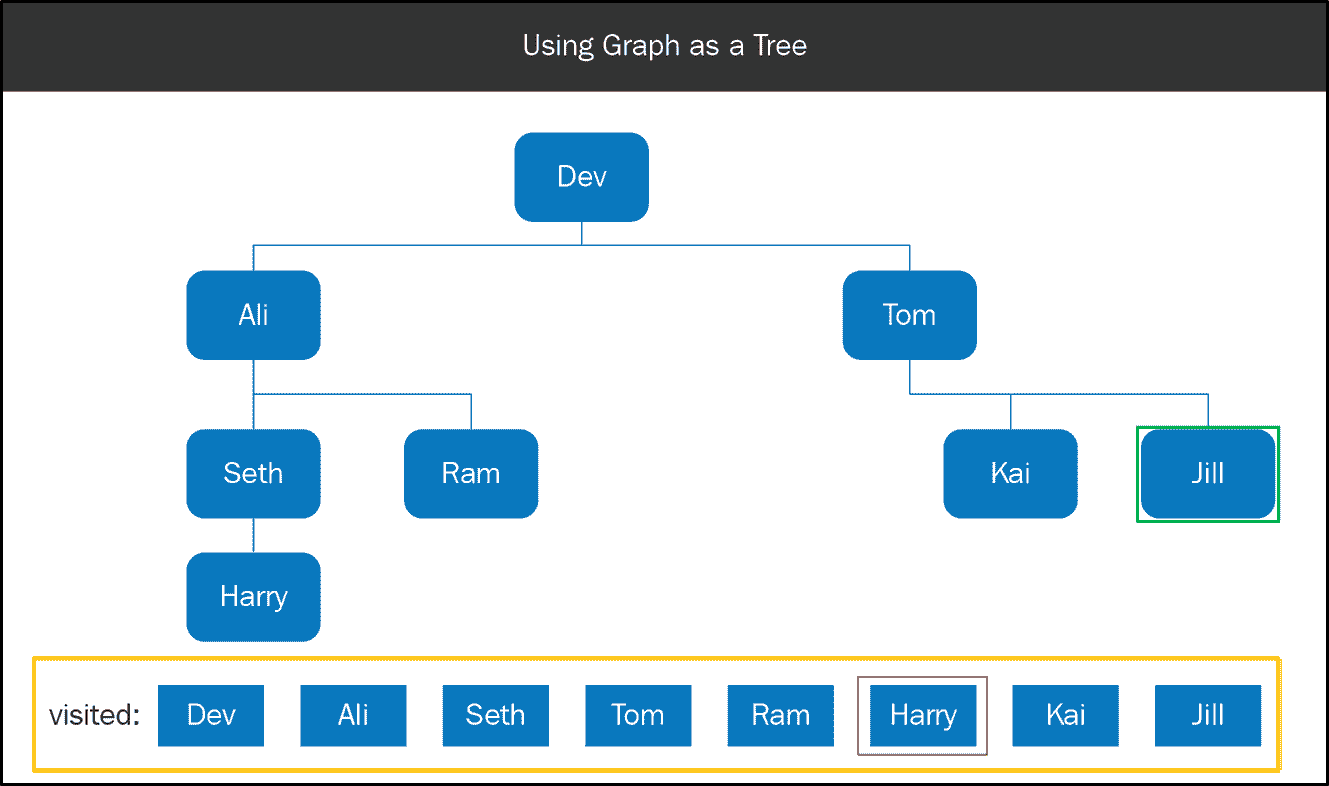 Using Graph as a Tree
Dev
Ali
Tom
Seth
Ram
Kai
Jill
Harry
visited: Dev Ali Seth Tom Ram Harry Kai Jill